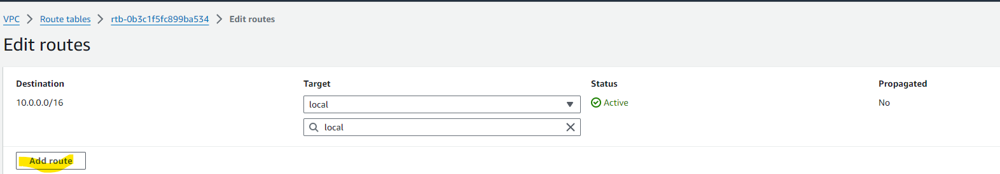 VPC > Route tables > rtb-0b3c1f5fc899ba534 > Edit routes
Edit routes
Destination Target Status Propagated
10.0.0.0/16 local Active No
local
Add route